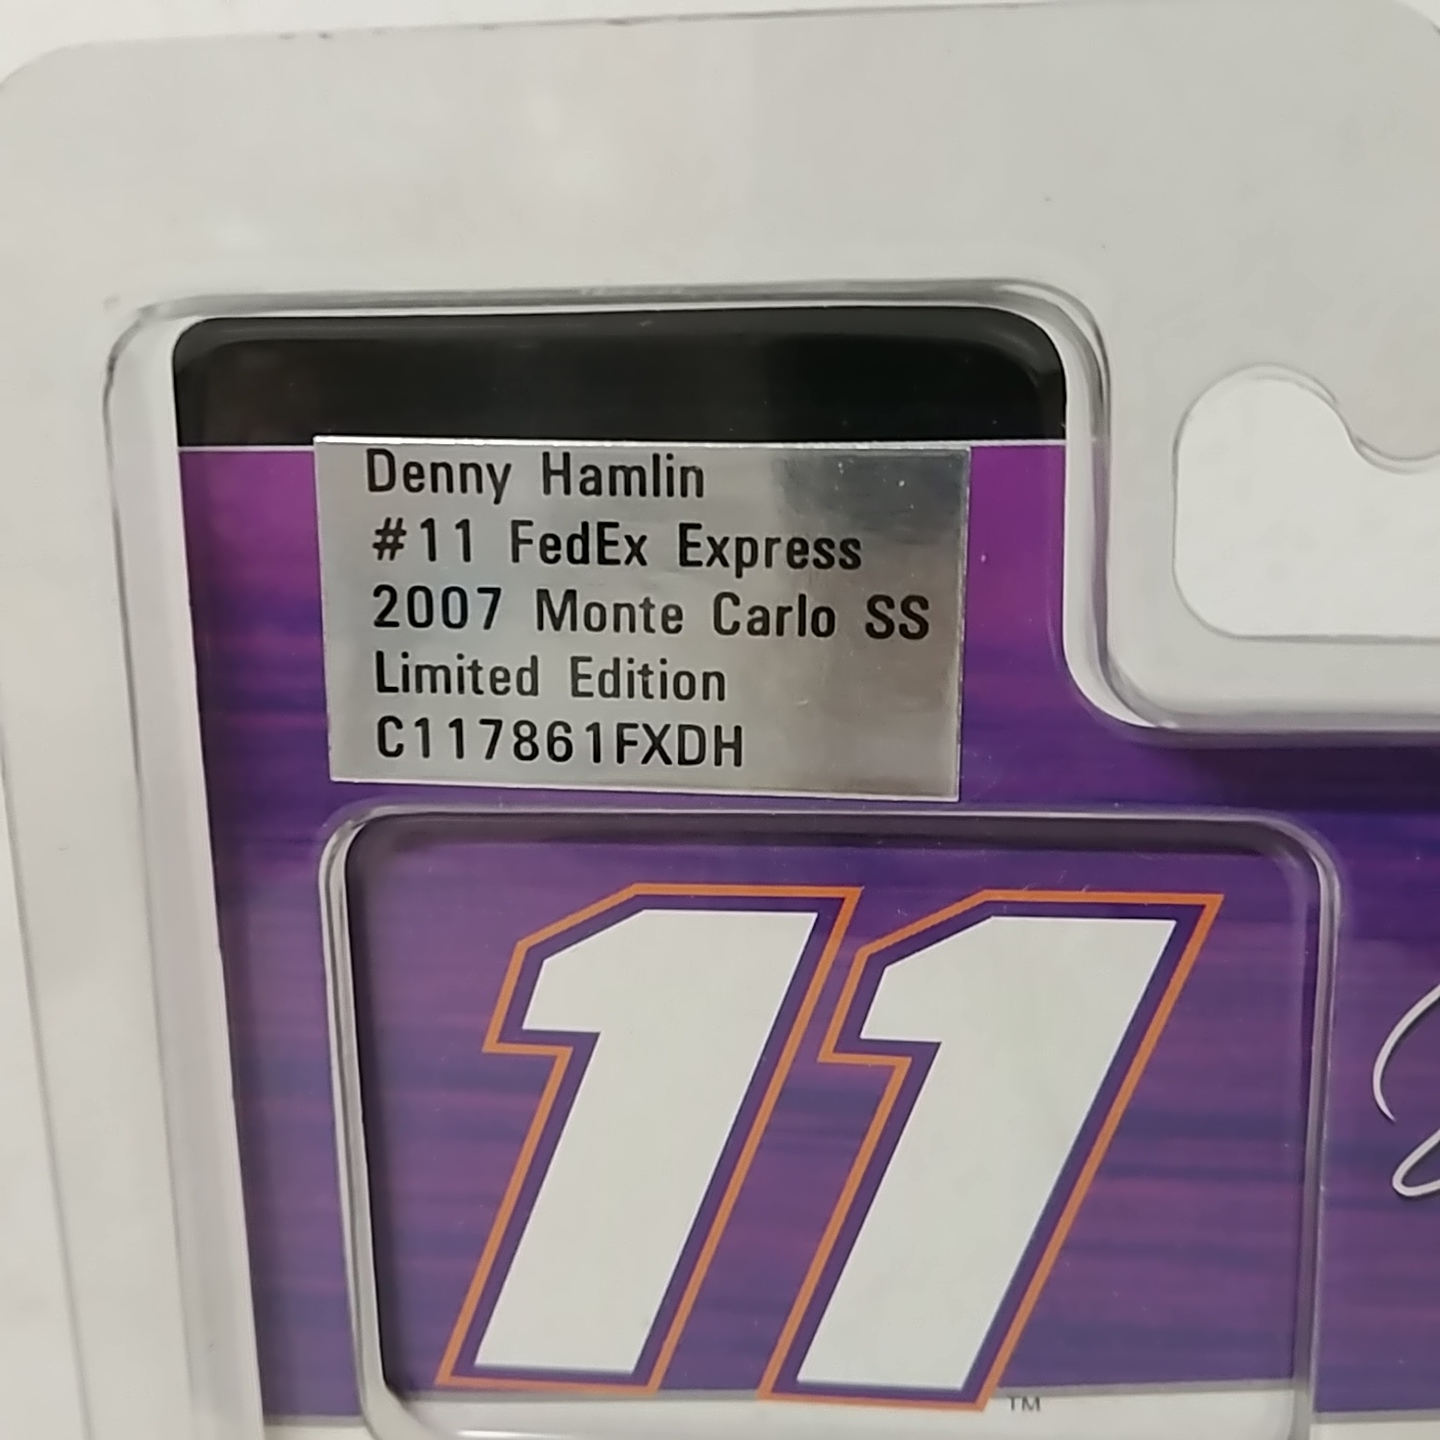 Denny Hamlin
#11 FedEx Express
2007 Monte Carlo SS
Limited Edition
C117861FXDH
11
TM